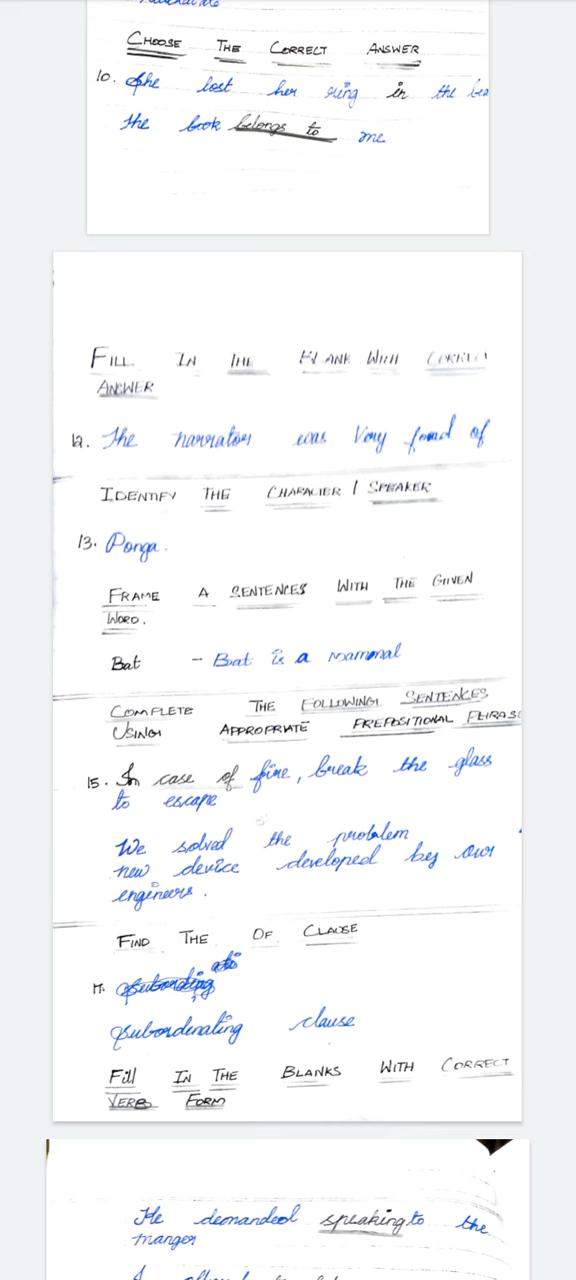 CHOOSE THE CORRECT ANSWER
10. She lost her ring in the
the book belongs to me
FILL IN THE BLANK WITH CORRECT
ANSWER
12. The narrator was Very fond of
IDENTIFY THE CHARACTER / SPEAKER
13. Ponga.
FRAME A SENTENCES WITH THE GIVEN
WORD.
Bat - Bat is a mammal
COMPLETE THE FOLLOWING SENTENCES
USING APPROPRIATE PREPOSITIONAL PHRASE
15. In case of fire, break the glass
to escape
We solved the problem
new device developed by our
engineers.
FIND THE OF CLAUSE
17.
Subordinating clause
Fill IN THE BLANKS WITH CORRECT
VERB FORM
He demanded speaking to the
manger